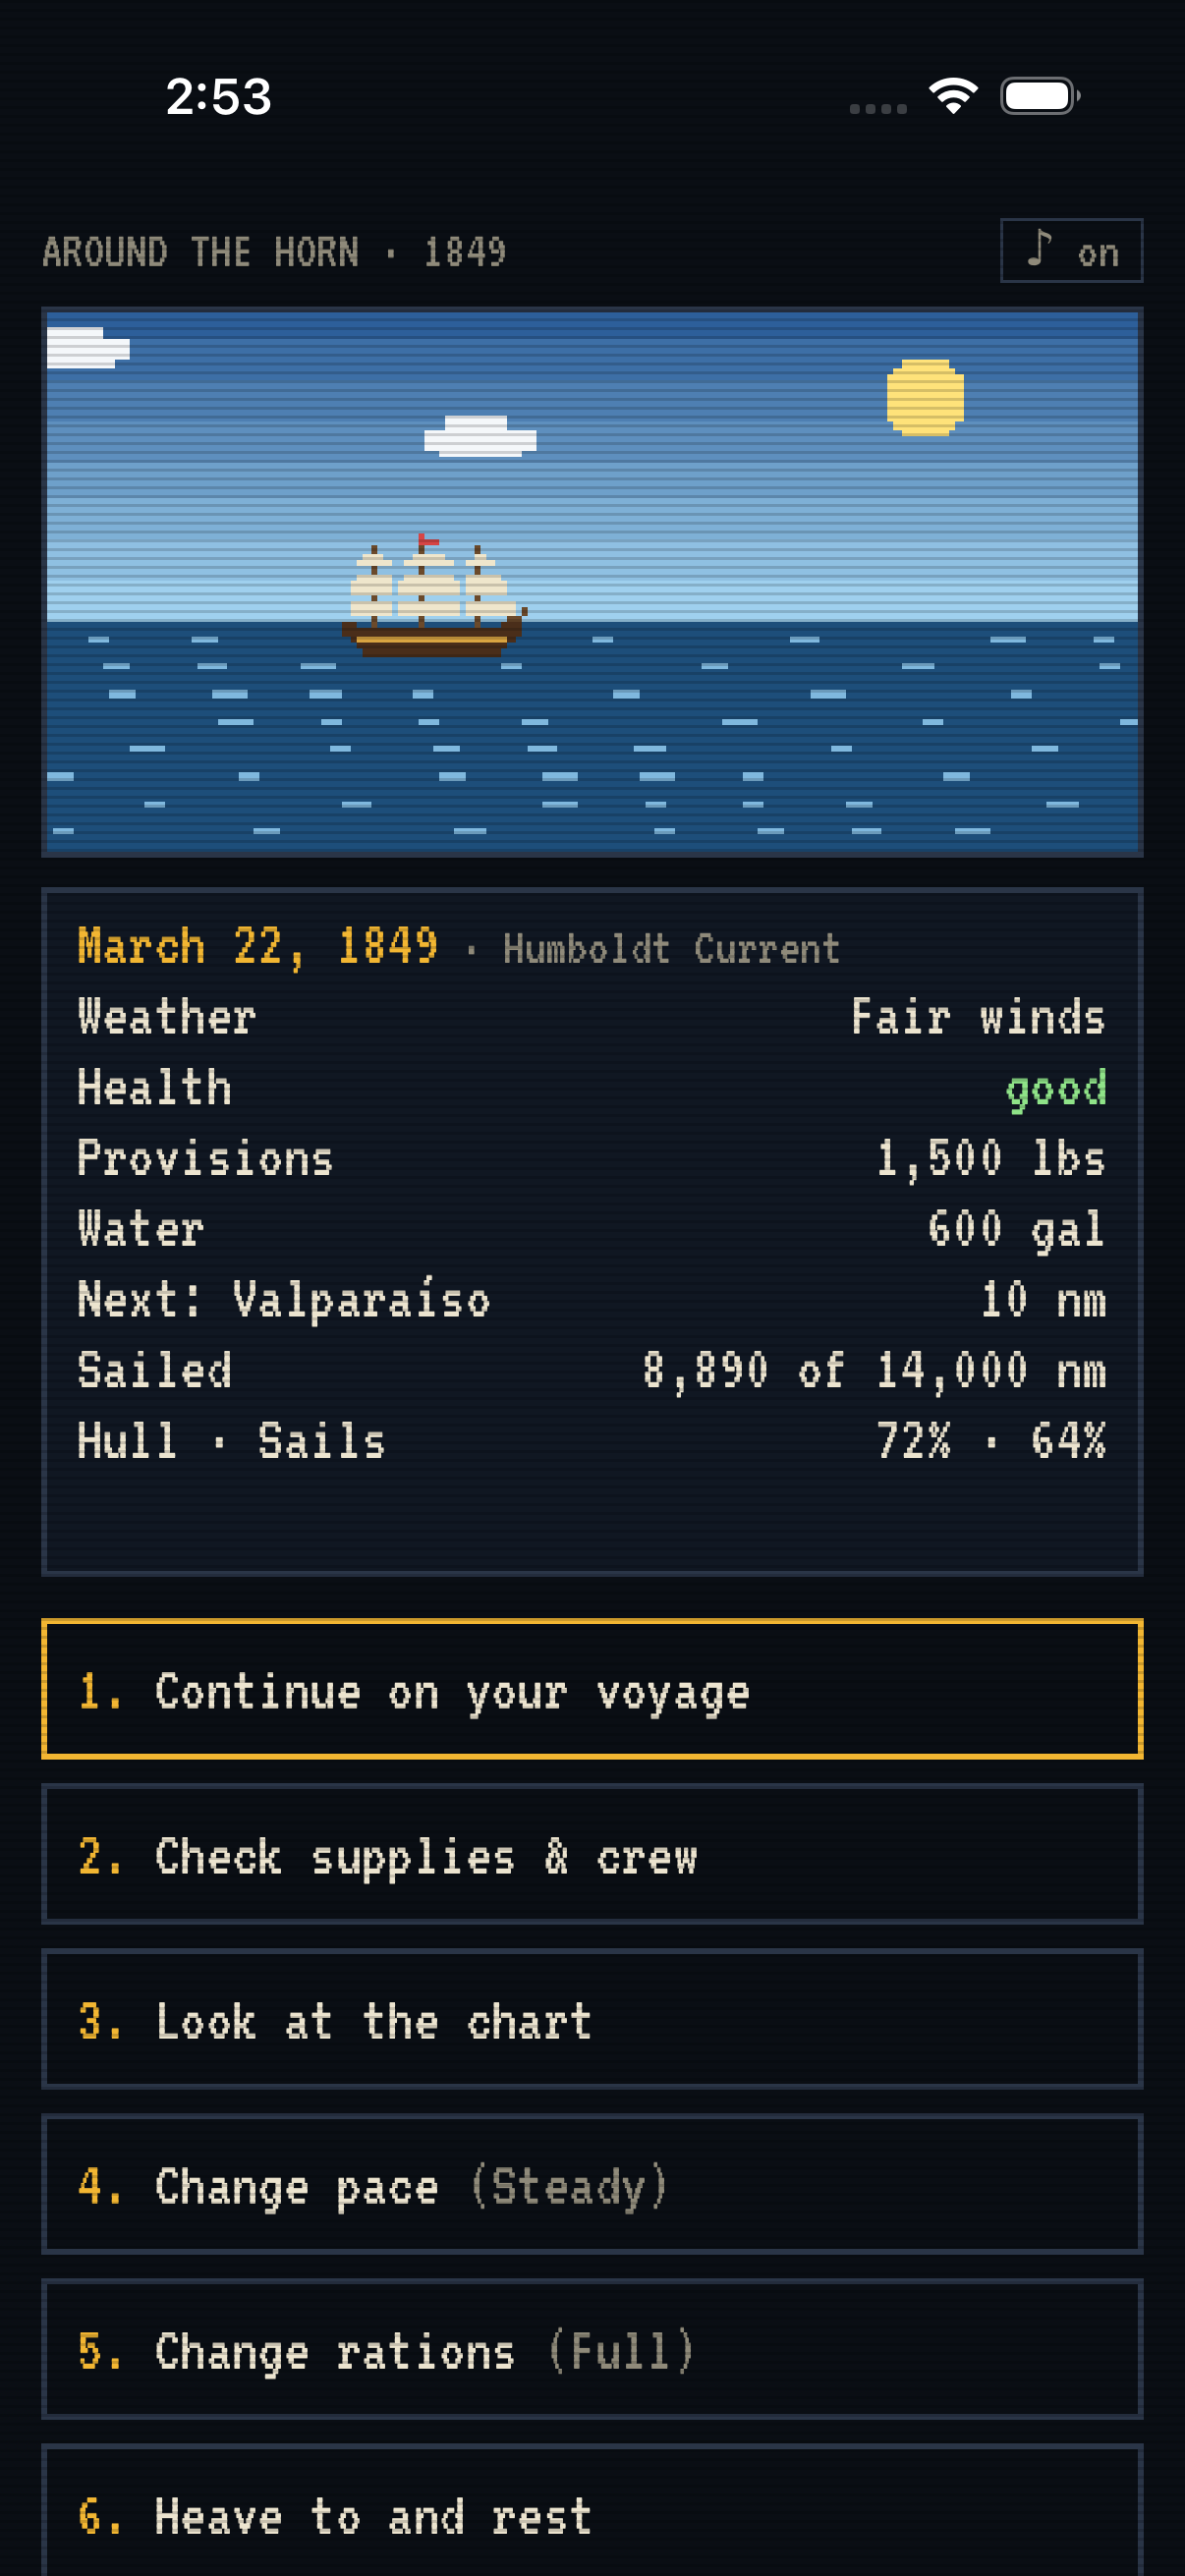 2:53
AROUND THE HORN · 1849
♪ on
March 22, 1849 · Humboldt Current
Weather Fair winds
Health good
Provisions 1,500 lbs
Water 600 gal
Next: Valparaíso 10 nm
Sailed 8,890 of 14,000 nm
Hull · Sails 72% · 64%
1. Continue on your voyage
2. Check supplies & crew
3. Look at the chart
4. Change pace (Steady)
5. Change rations (Full)
6. Heave to and rest